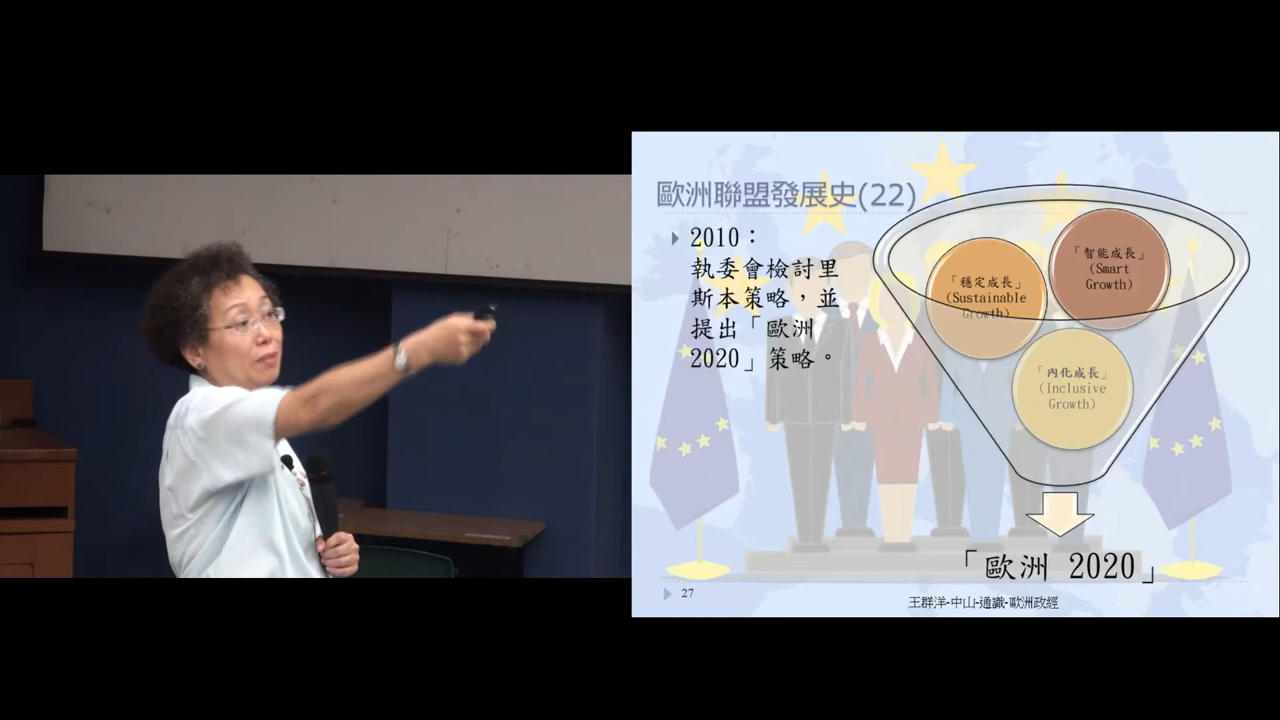 歐洲聯盟發展史(22)
2010：
執委會檢討里
斯本策略，並
提出「歐洲
2020」策略。
「穩定成長」
(Sustainable
Growth)
「智能成長」
(Smart
Growth)
「內化成長」
(Inclusive
Growth)
「歐洲 2020」
27
王群洋-中山-通識-歐洲政經